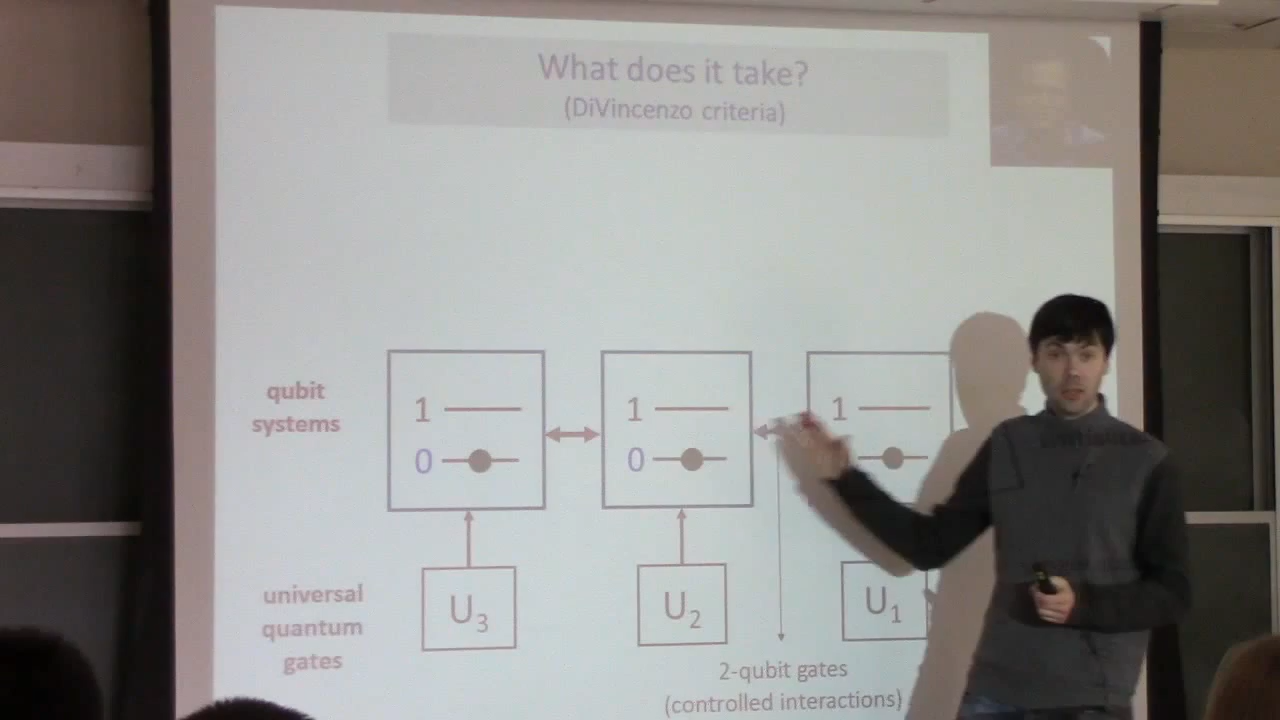 What does it take?
(DiVincenzo criteria)
qubit
systems
1
0
1
0
1
universal
quantum
gates
U3
U2
U1
2-qubit gates
(controlled interactions)